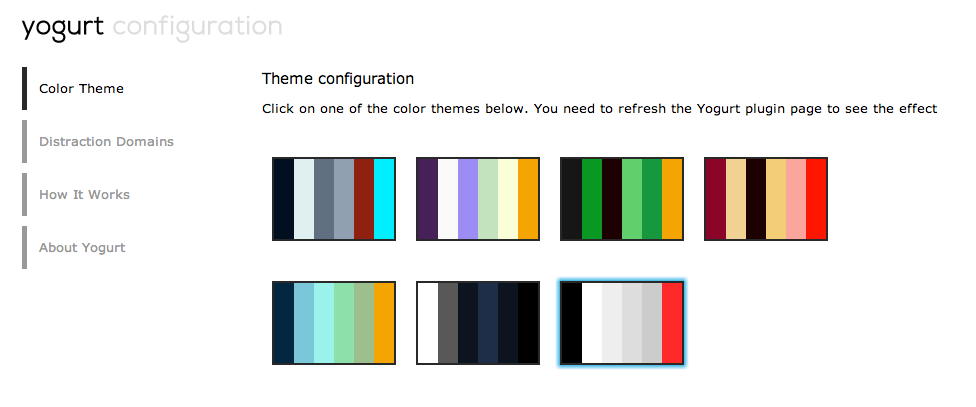 yogurt configuration
Color Theme
Distraction Domains
How It Works
About Yogurt
Theme configuration
Click on one of the color themes below. You need to refresh the Yogurt plugin page to see the effect